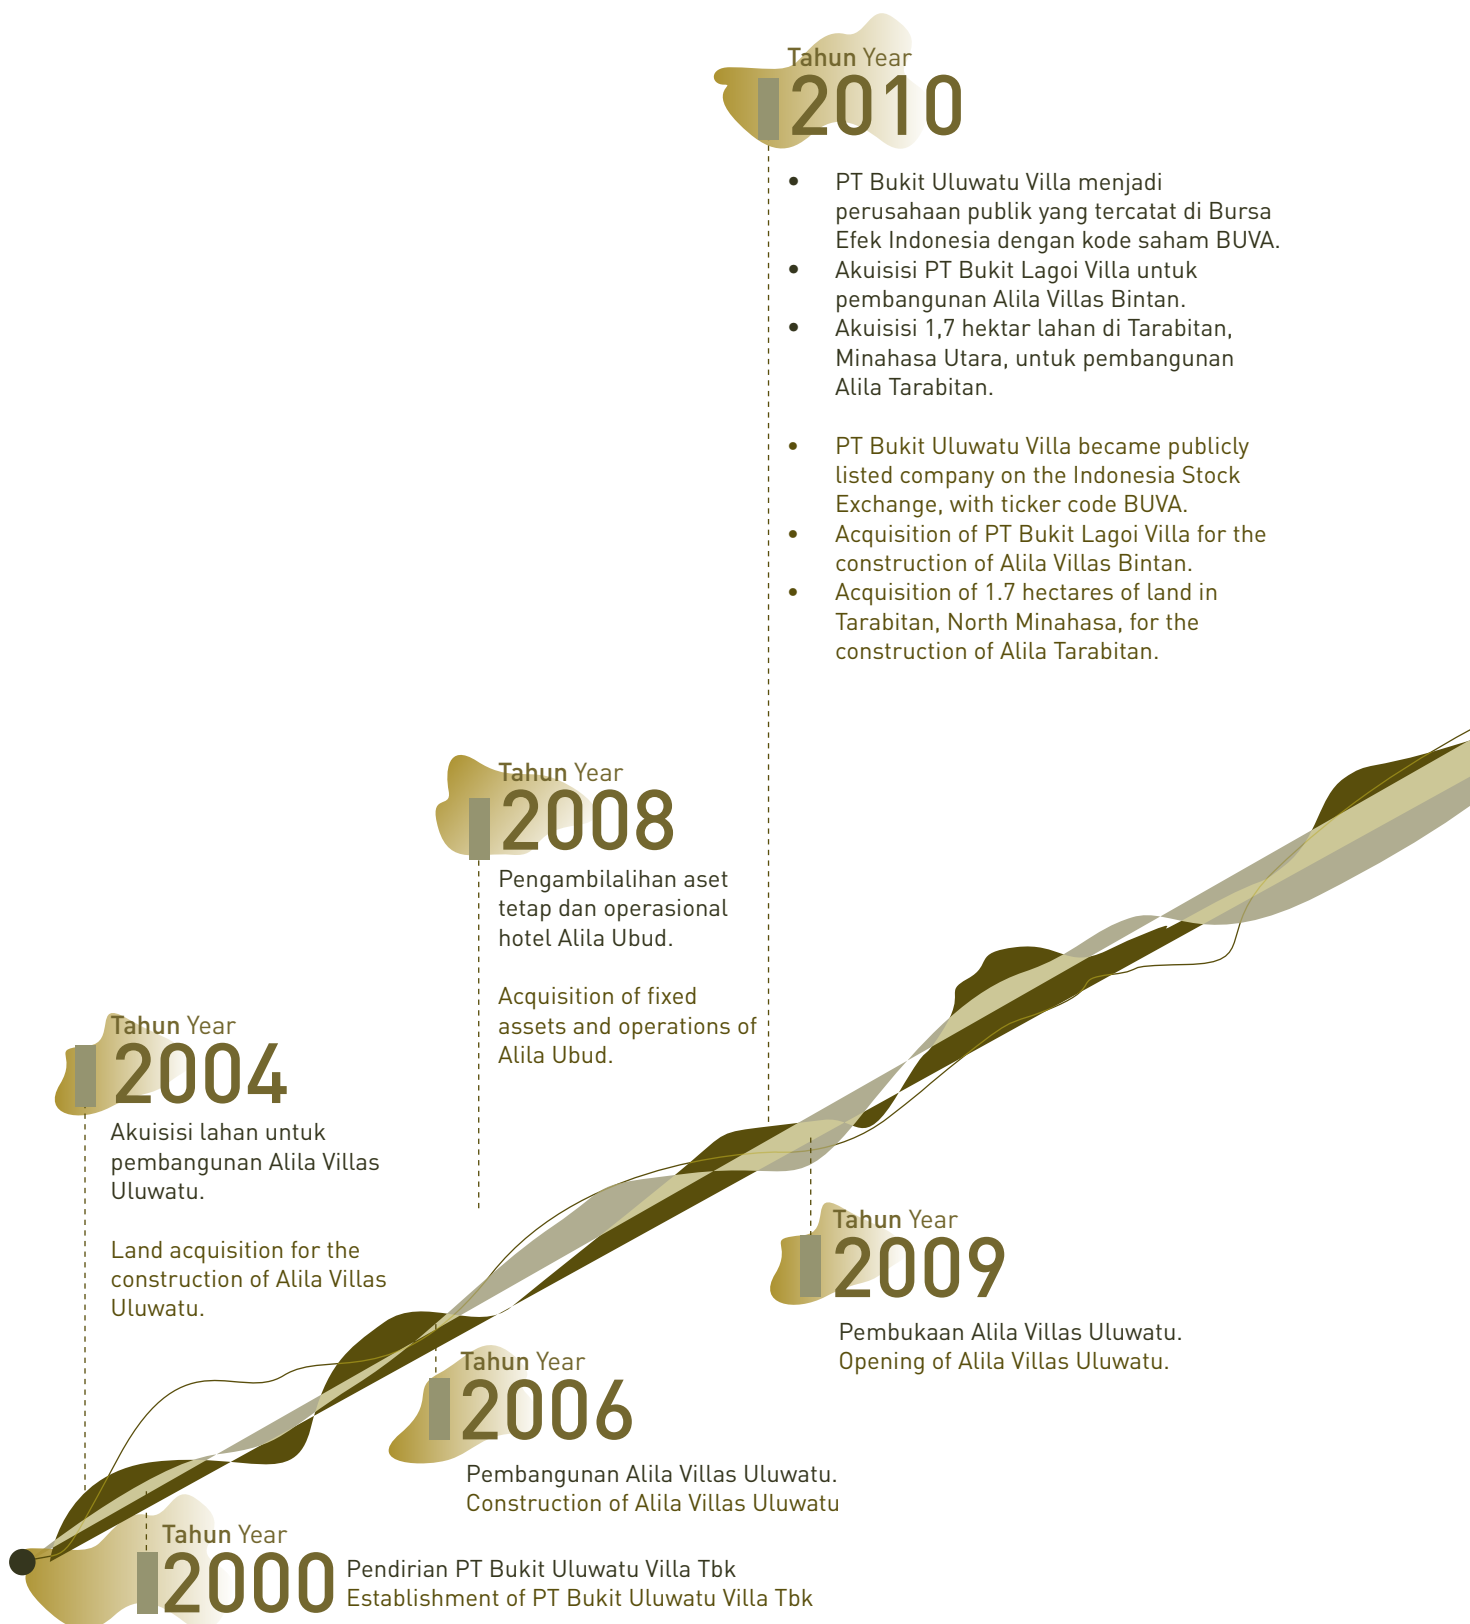 Tahun Year
2010
• PT Bukit Uluwatu Villa menjadi
perusahaan publik yang tercatat di Bursa
Efek Indonesia dengan kode saham BUVA.
• Akuisisi PT Bukit Lagoi Villa untuk
pembangunan Alila Villas Bintan.
• Akuisisi 1,7 hektar lahan di Tarabitan,
Minahasa Utara, untuk pembangunan
Alila Tarabitan.
• PT Bukit Uluwatu Villa became publicly
listed company on the Indonesia Stock
Exchange, with ticker code BUVA.
• Acquisition of PT Bukit Lagoi Villa for the
construction of Alila Villas Bintan.
• Acquisition of 1.7 hectares of land in
Tarabitan, North Minahasa, for the
construction of Alila Tarabitan.
Tahun Year
2008
Pengambilalihan aset
tetap dan operasional
hotel Alila Ubud.
Acquisition of fixed
assets and operations of
Alila Ubud.
Tahun Year
2004
Akuisisi lahan untuk
pembangunan Alila Villas
Uluwatu.
Land acquisition for the
construction of Alila Villas
Uluwatu.
Tahun Year
2009
Pembukaan Alila Villas Uluwatu.
Opening of Alila Villas Uluwatu.
Tahun Year
2006
Pembangunan Alila Villas Uluwatu.
Construction of Alila Villas Uluwatu
Tahun Year
2000
Pendirian PT Bukit Uluwatu Villa Tbk
Establishment of PT Bukit Uluwatu Villa Tbk